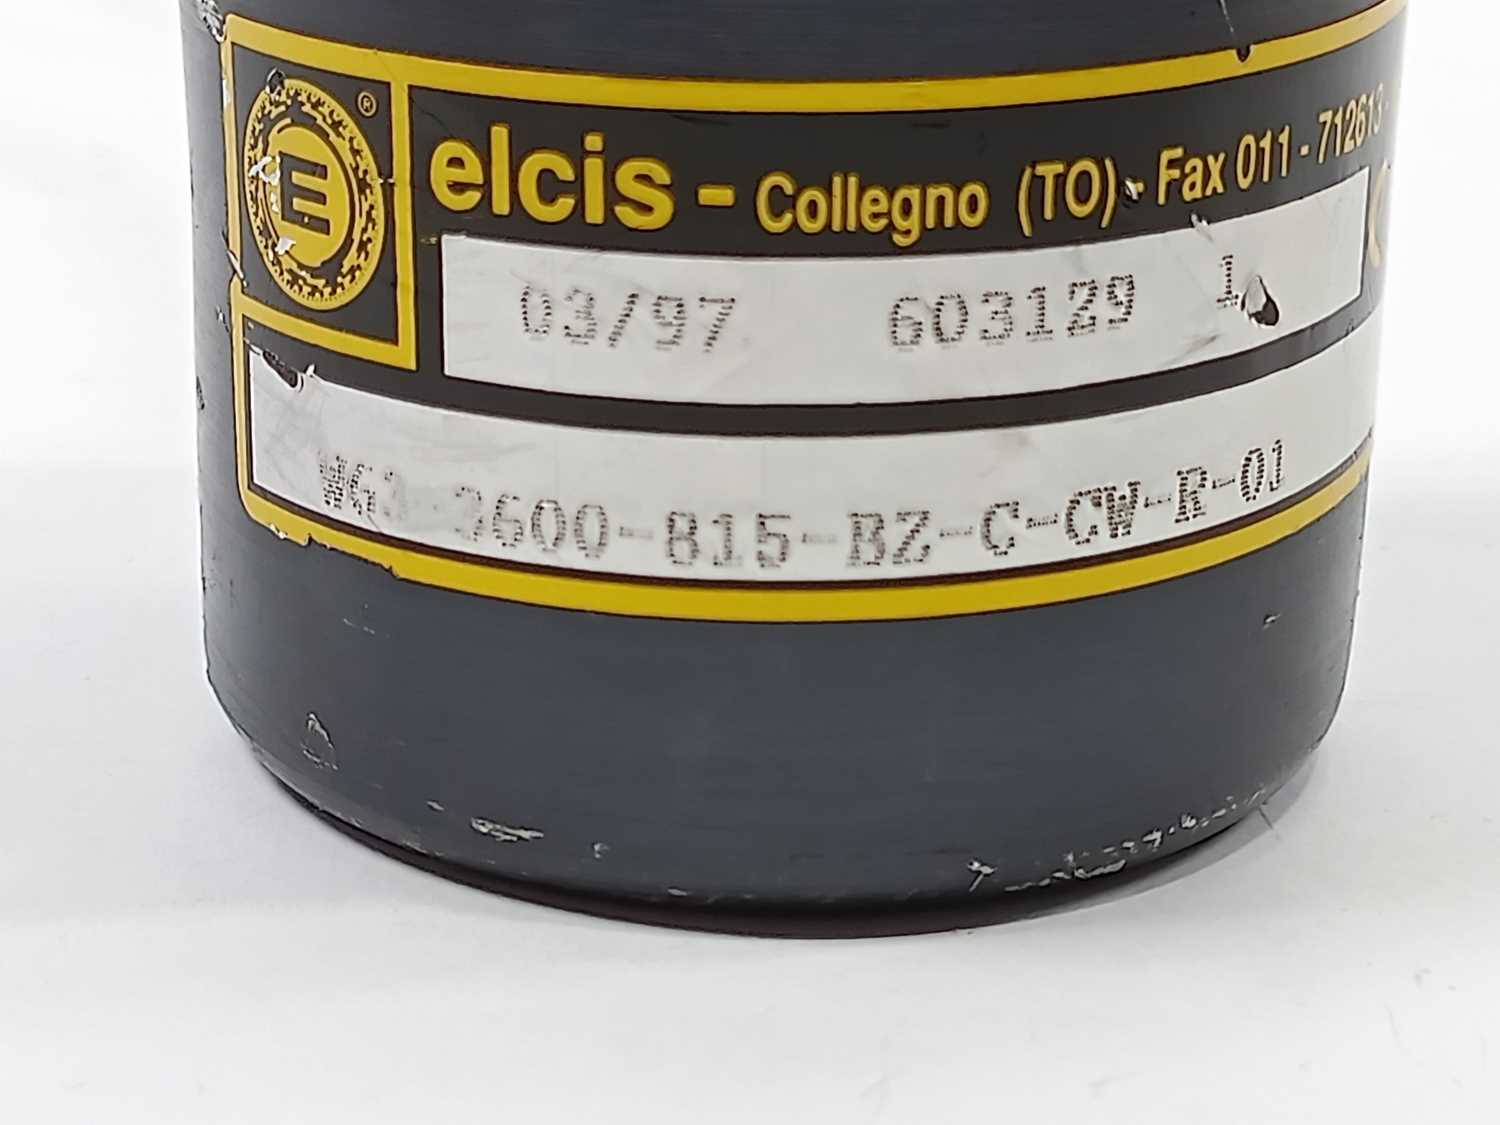 E ®
elcis - Collegno (TO) - Fax 011 - 712613 -
03/97 603129 1
W63-3600-815-BZ-C-CW-R-01